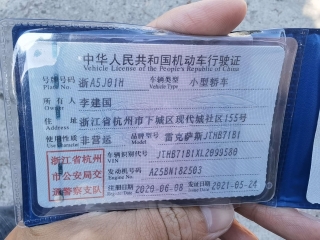 中华人民共和国机动车行驶证
Vehicle License of the People's Republic of China
号牌号码 浙A5J01H 车辆类型 小型轿车
Plate No. Vehicle Type
所有人 李建国
Owner
住址 浙江省杭州市下城区现代城社区155号
Address
使用性质 非营运 品牌型号 雷克萨斯JTHB71B1
Use Character Model
浙江省杭州市公安局交通警察支队
车辆识别代号 JTHB71B1XL2099580
VIN
发动机号码 A25BN182503
Engine No.
注册日期 2020-06-08 发证日期 2021-05-24
Register Date Issue Date